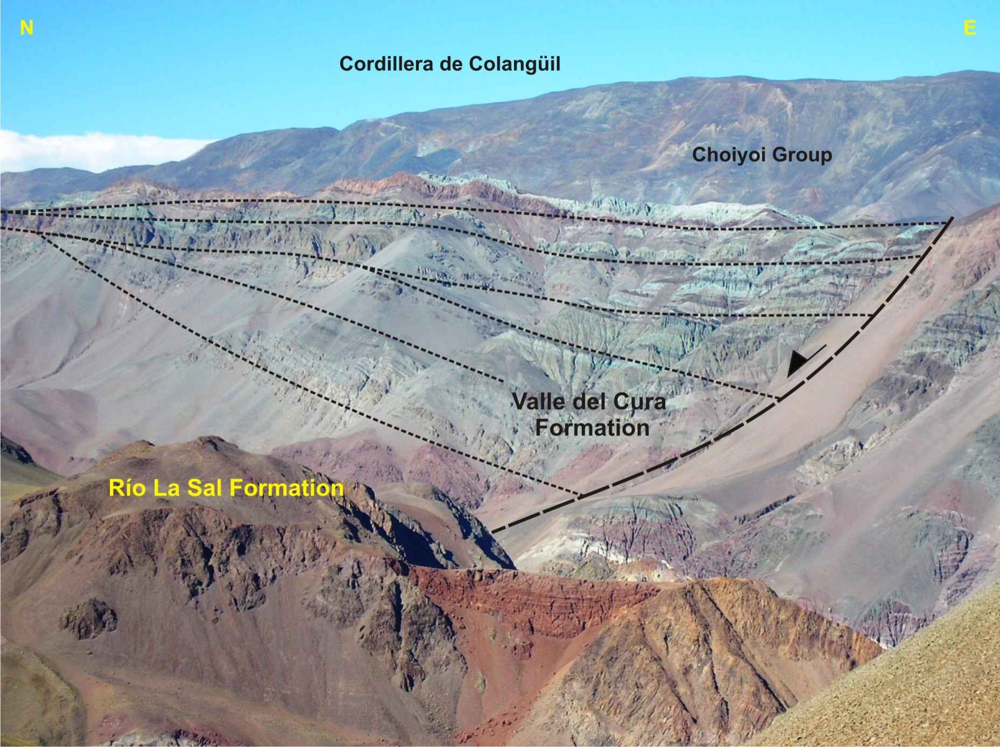 N
E
Cordillera de Colangüil
Choiyoi Group
Valle del Cura
Formation
Río La Sal Formation